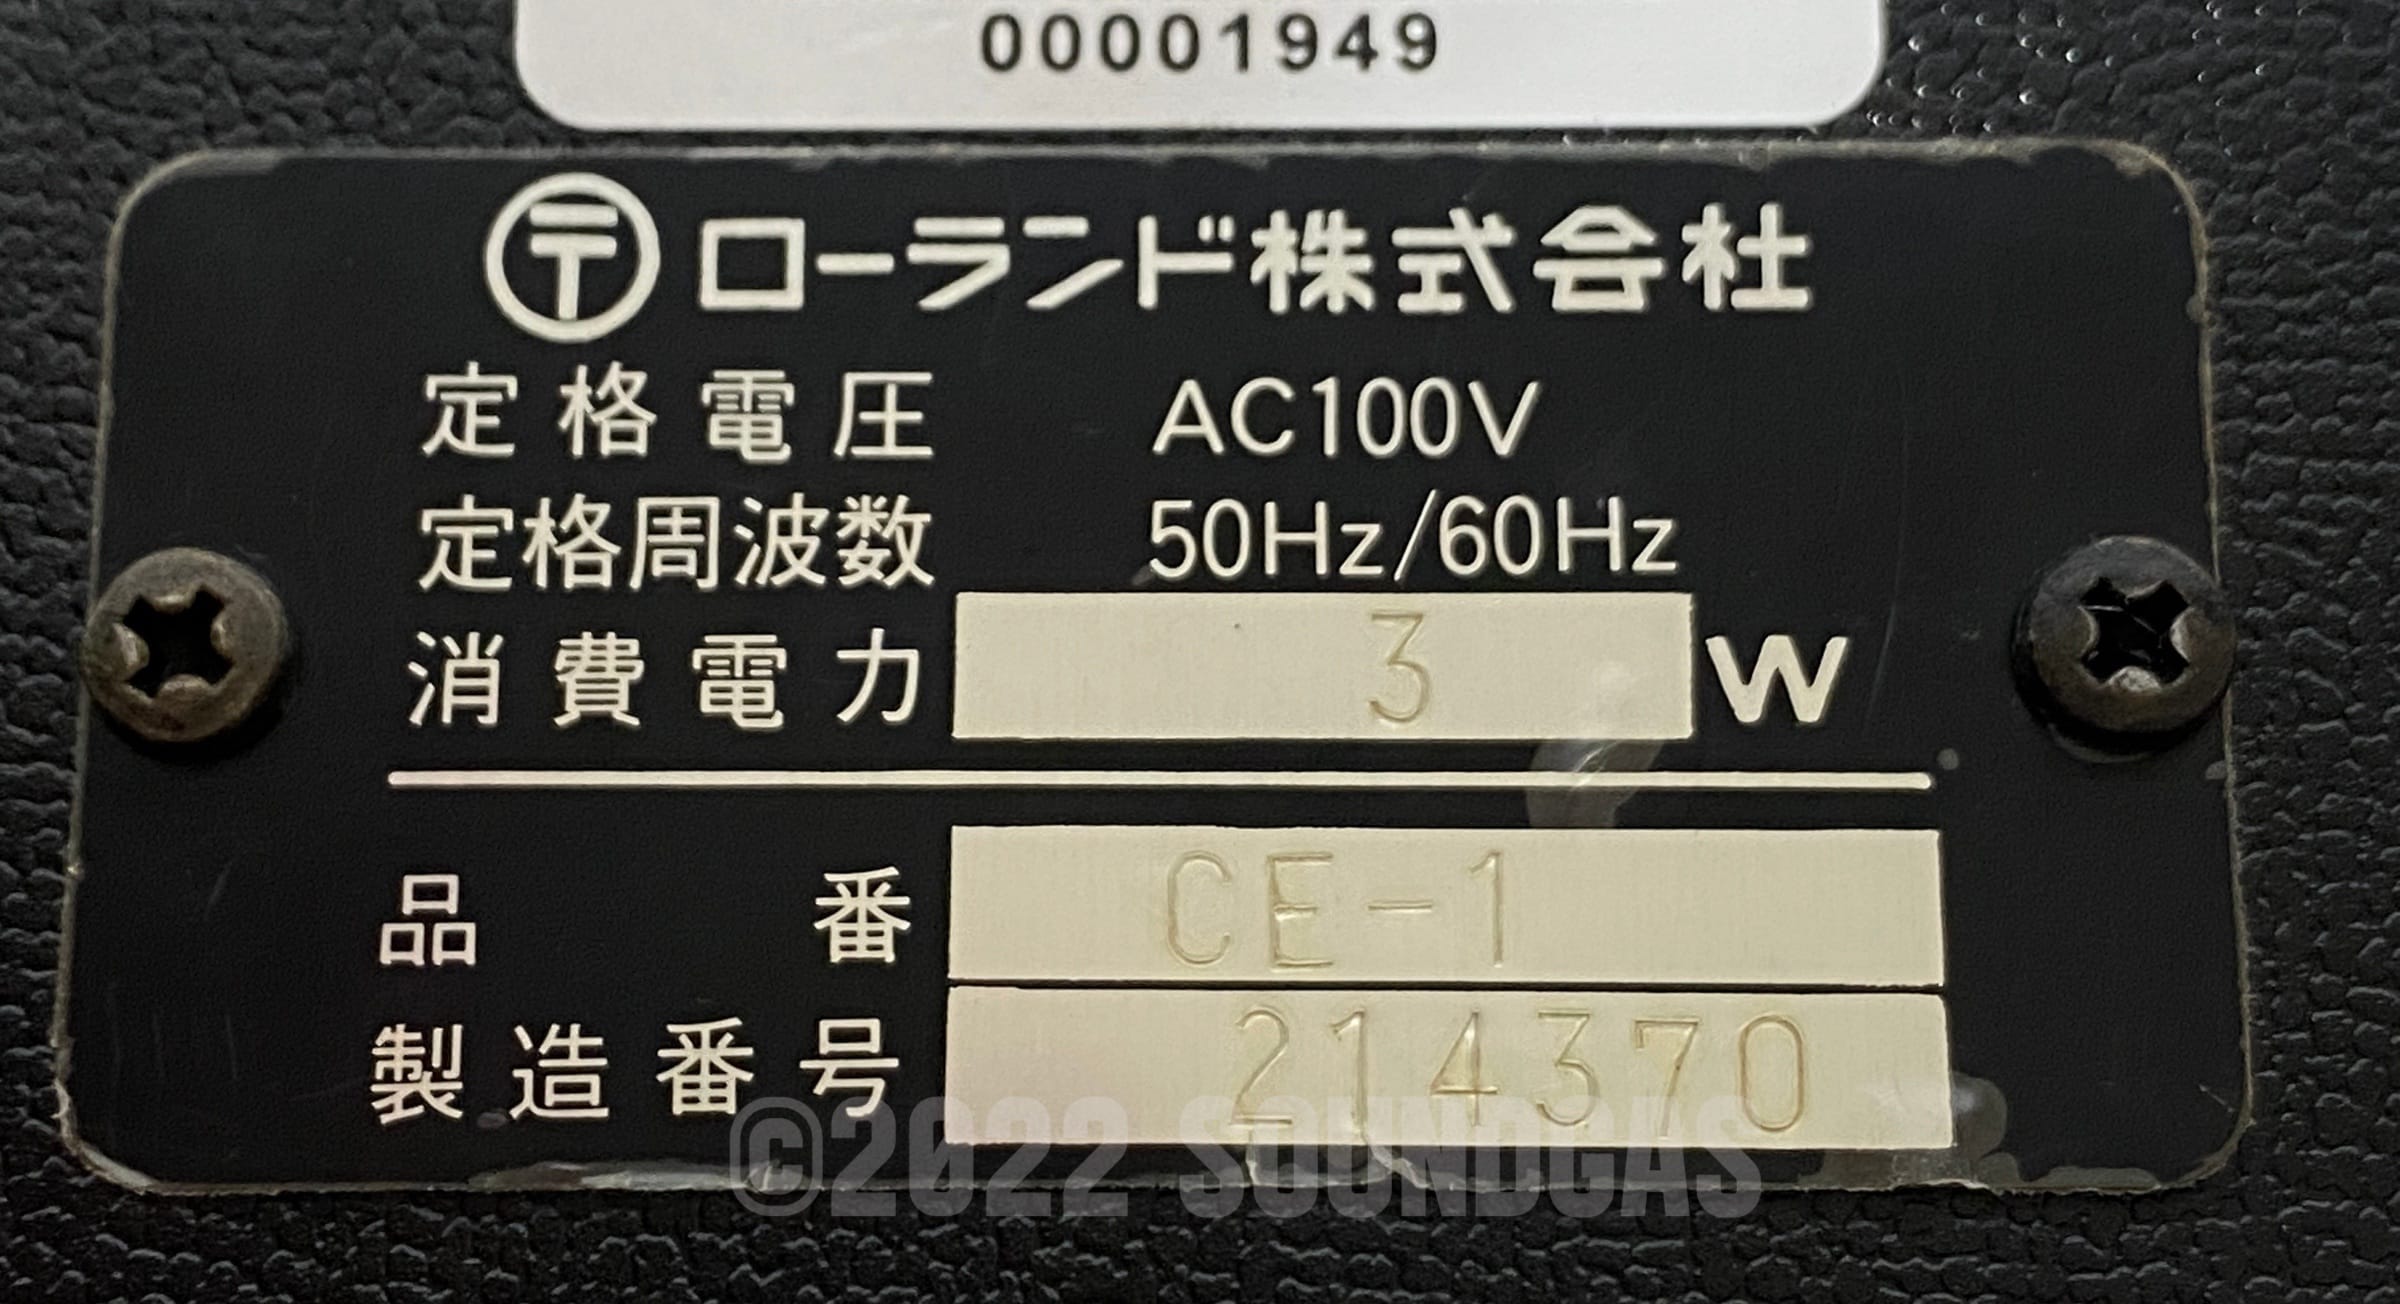 00001949
〶 ローランド株式会社
定格電圧 AC100V
定格周波数 50Hz/60Hz
消費電力 3 W
品番 CE-1
製造番号 214370
©2022 SOUNDGAS